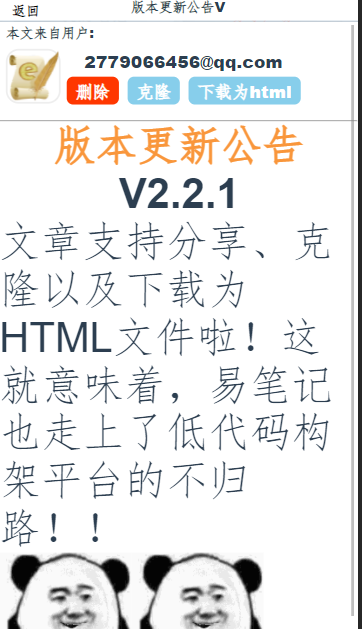 返回 版本更新公告V
本文来自用户:
2779066456@qq.com
删除 克隆 下载为html
版本更新公告
V2.2.1
文章支持分享、克
隆以及下载为
HTML文件啦！这
就意味着，易笔记
也走上了低代码构
架平台的不归
路！！